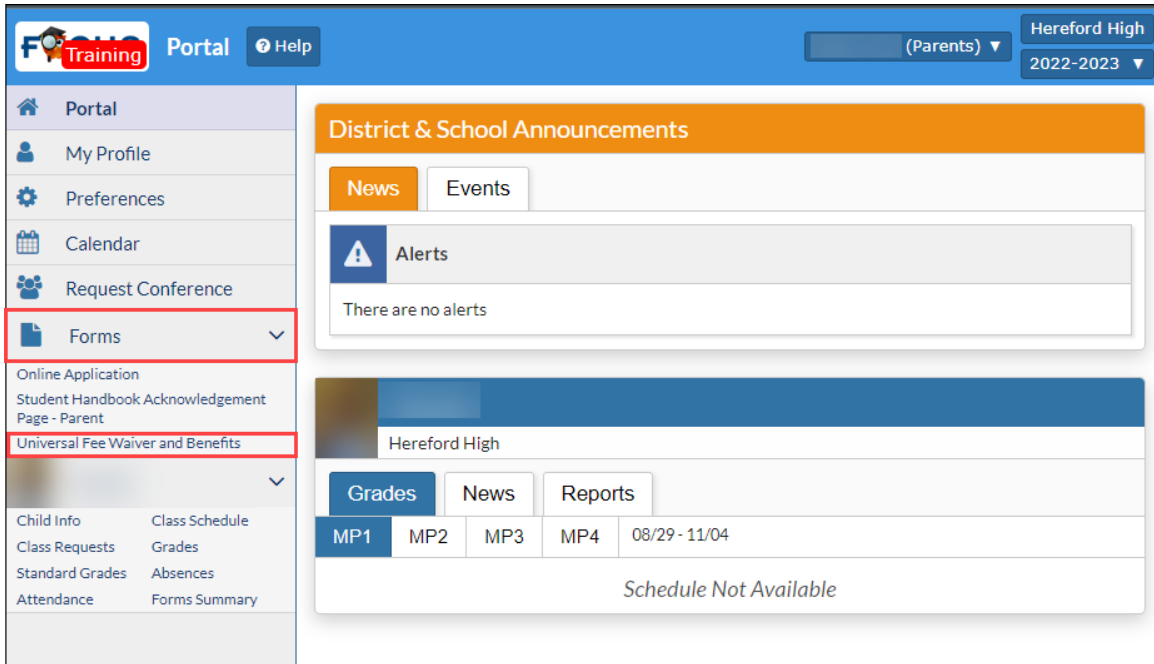 Training
Portal
Help
(Parents) ▼
Hereford High
2022-2023 ▼
Portal
My Profile
Preferences
Calendar
Request Conference
Forms
Online Application
Student Handbook Acknowledgement
Page - Parent
Universal Fee Waiver and Benefits
Child Info Class Schedule
Class Requests Grades
Standard Grades Absences
Attendance Forms Summary
District & School Announcements
News Events
Alerts
There are no alerts
Hereford High
Grades News Reports
MP1 MP2 MP3 MP4 08/29 - 11/04
Schedule Not Available